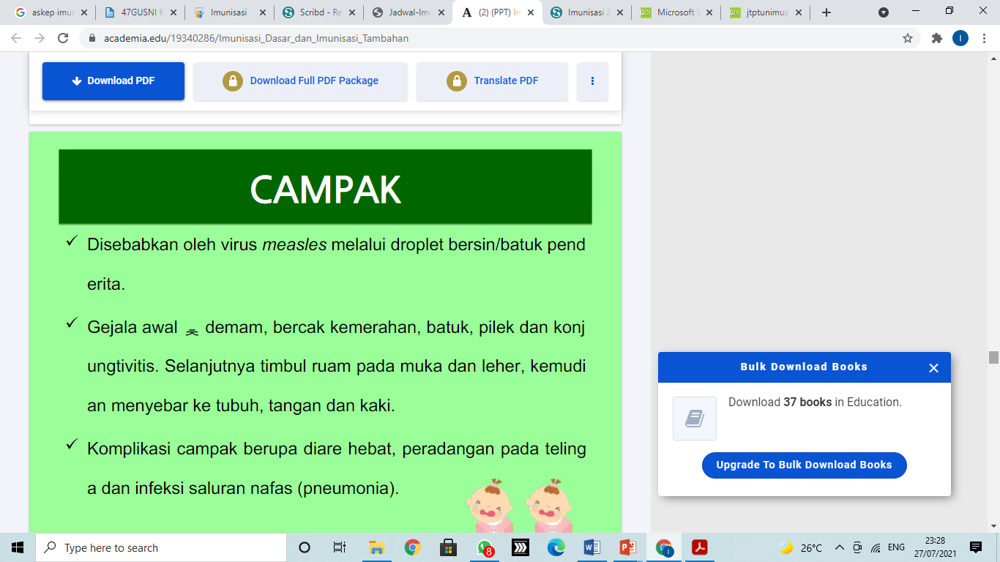 askep imun
47GUSNI K
Imunisasi
Scribd - Re
Jadwal-Imu
(2) (PPT) Im
Imunisasi 2
Microsoft W
jtptunimus
academia.edu/19340286/Imunisasi_Dasar_dan_Imunisasi_Tambahan
I
Download PDF
Download Full PDF Package
Translate PDF
CAMPAK
✓ Disebabkan oleh virus measles melalui droplet bersin/batuk pend
erita.
✓ Gejala awal 폿 demam, bercak kemerahan, batuk, pilek dan konj
ungtivitis. Selanjutnya timbul ruam pada muka dan leher, kemudi
an menyebar ke tubuh, tangan dan kaki.
✓ Komplikasi campak berupa diare hebat, peradangan pada teling
a dan infeksi saluran nafas (pneumonia).
Bulk Download Books
Download 37 books in Education.
Upgrade To Bulk Download Books
Type here to search
8
26°C
ENG
23:28
27/07/2021